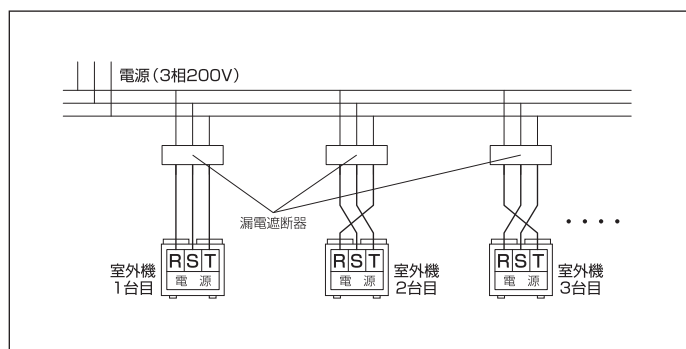 電源(3相200V)
漏電遮断器
RST
電 源
室外機
1台目
RST
電 源
室外機
2台目
RST
電 源
室外機
3台目